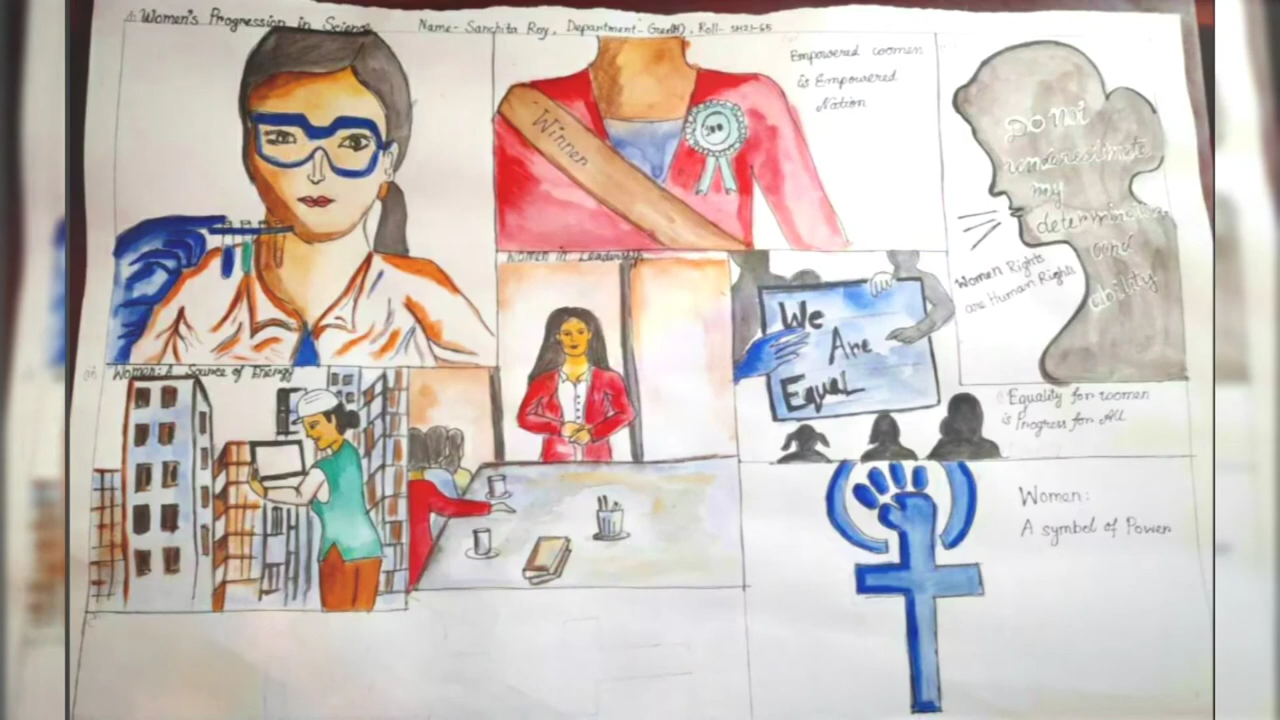 Women's Progression in Science
Name- Sanchita Roy, Department- Geo(H), Roll- SH21-65
Winner
Empowered women
is Empowered
Nation
Do Not
underestimate
my
determination
and
ability
Women Rights
are Human Rights
Women in Leadership
We
Are
Equal
Equality for women
is Progress for All
Women: A Source of Energy
Women:
A symbol of Power